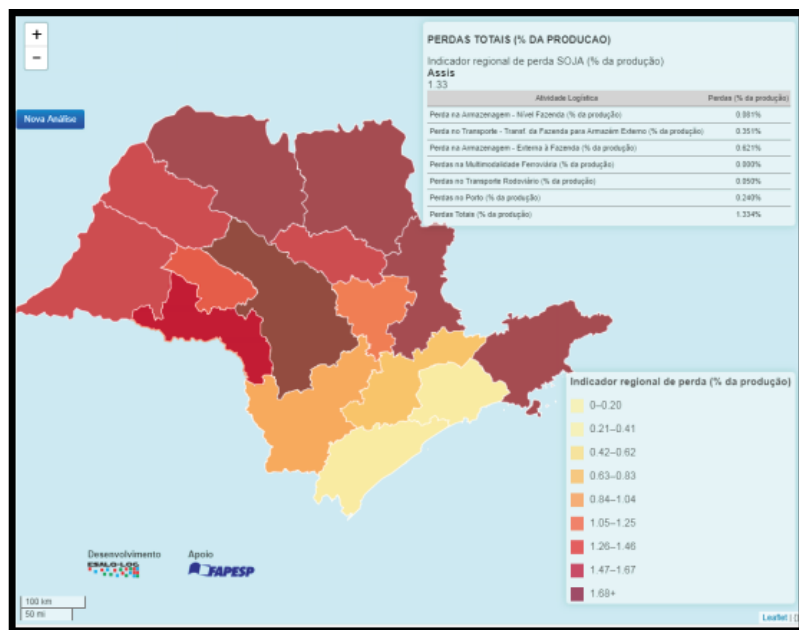 +
−
Nova Análise
PERDAS TOTAIS (% DA PRODUCAO)
Indicador regional de perda SOJA (% da produção)
Assis
1.33
Atividade Logística Perdas (% da produção)
Perda na Armazenagem - Nível Fazenda (% da produção) 0.081%
Perda no Transporte - Transf. da Fazenda para Armazém Externo (% da produção) 0.351%
Perda na Armazenagem - Externa à Fazenda (% da produção) 0.621%
Perdas na Multimodalidade Ferroviária (% da produção) 0.000%
Perdas no Transporte Rodoviário (% da produção)
Perdas no Porto (% da produção) 0.240%
Perdas Totais (% da produção) 1.334%
Indicador regional de perda (% da produção)
0–0.20
0.21–0.41
0.42–0.62
0.63–0.83
0.84–1.04
1.05–1.25
1.26–1.46
1.47–1.67
1.68+
Desenvolvimento Apoio
ESALQ-LOG FAPESP
100 km
50 mi
Leaflet |